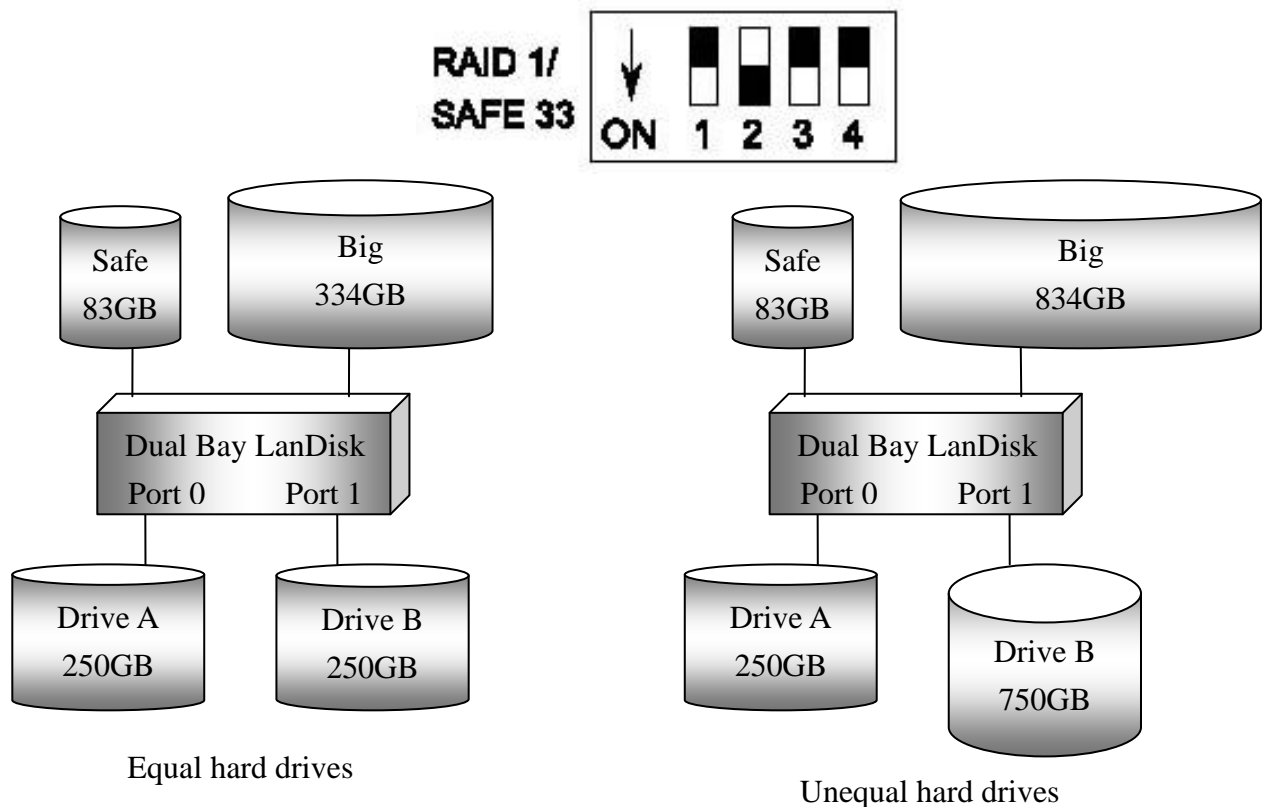 RAID 1/
SAFE 33
ON 1 2 3 4
Safe
83GB
Big
334GB
Dual Bay LanDisk
Port 0 Port 1
Drive A
250GB
Drive B
250GB
Equal hard drives
Safe
83GB
Big
834GB
Dual Bay LanDisk
Port 0 Port 1
Drive A
250GB
Drive B
750GB
Unequal hard drives